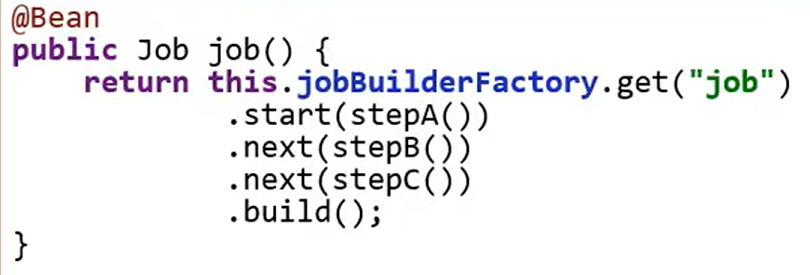 @Bean
public Job job() {
    return this.jobBuilderFactory.get("job")
            .start(stepA())
            .next(stepB())
            .next(stepC())
            .build();
}